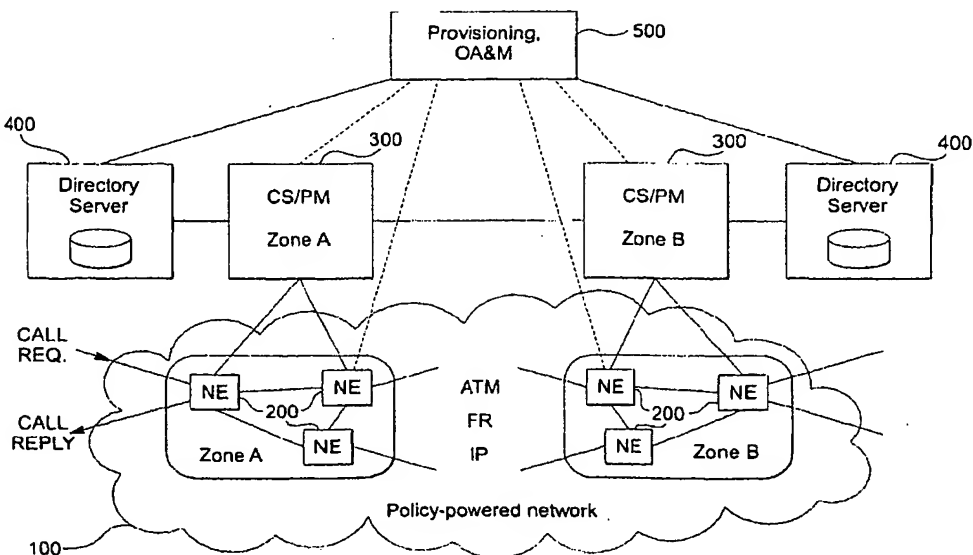 Provisioning,
OA&M
500
400
300
300
400
Directory
Server
CS/PM
Zone A
CS/PM
Zone B
Directory
Server
CALL
REQ.
CALL
REPLY
NE
NE
200
NE
Zone A
ATM
FR
IP
NE
NE
200
NE
Zone B
Policy-powered network
100